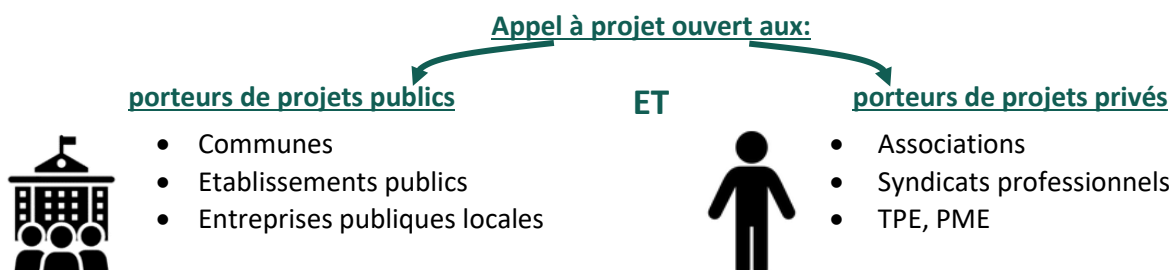 Appel à projet ouvert aux:
porteurs de projets publics
• Communes
• Etablissements publics
• Entreprises publiques locales
ET
porteurs de projets privés
• Associations
• Syndicats professionnels
• TPE, PME